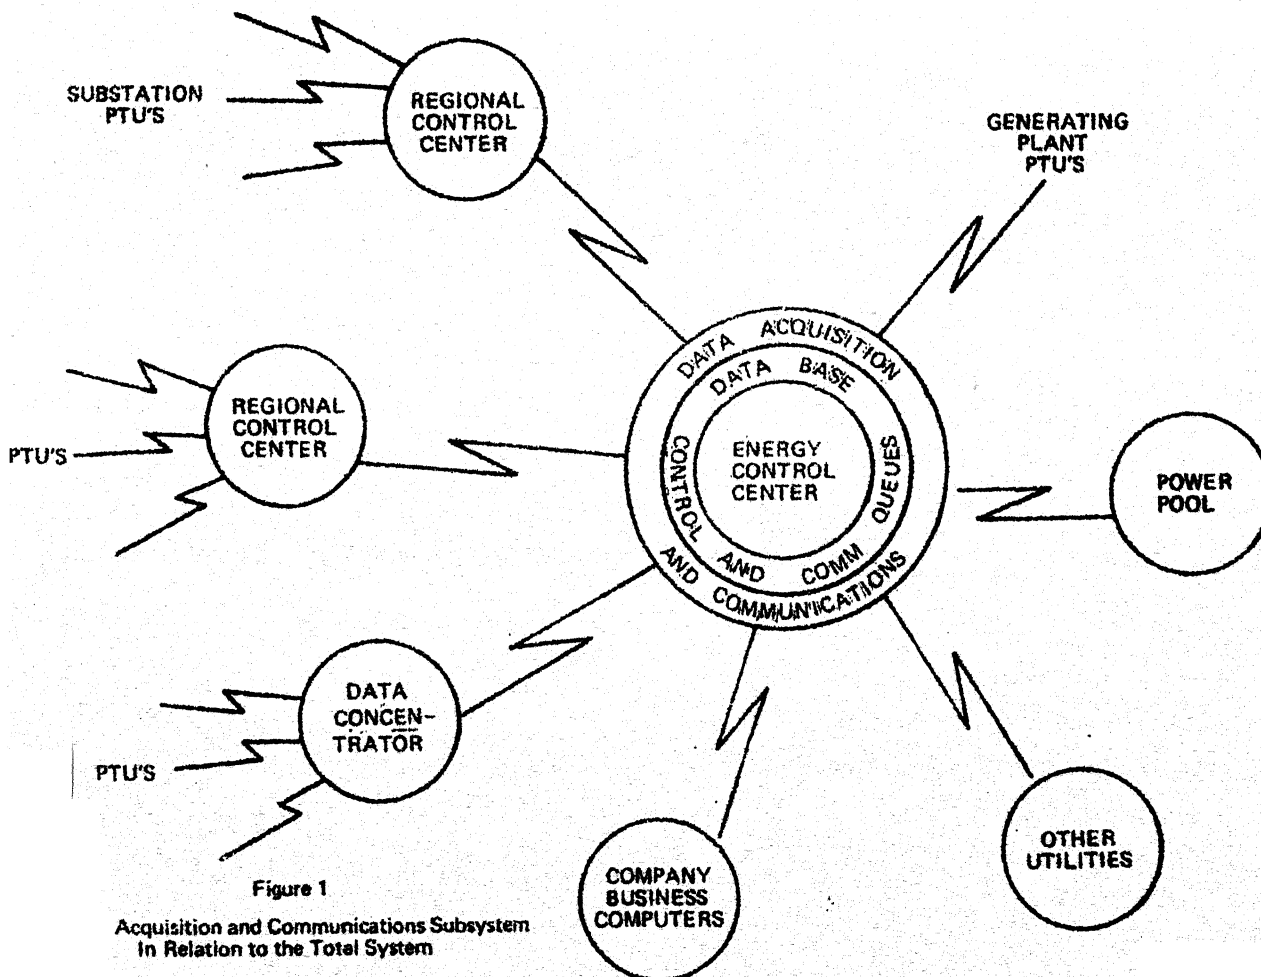 SUBSTATION
PTU'S
REGIONAL
CONTROL
CENTER
GENERATING
PLANT
PTU'S
DATA ACQUISITION
AND COMMUNICATIONS
DATA BASE
CONTROL AND COMM QUEUES
ENERGY
CONTROL
CENTER
REGIONAL
CONTROL
CENTER
PTU'S
POWER
POOL
DATA
CONCEN-
TRATOR
PTU'S
OTHER
UTILITIES
COMPANY
BUSINESS
COMPUTERS
Figure 1
Acquisition and Communications Subsystem
In Relation to the Total System